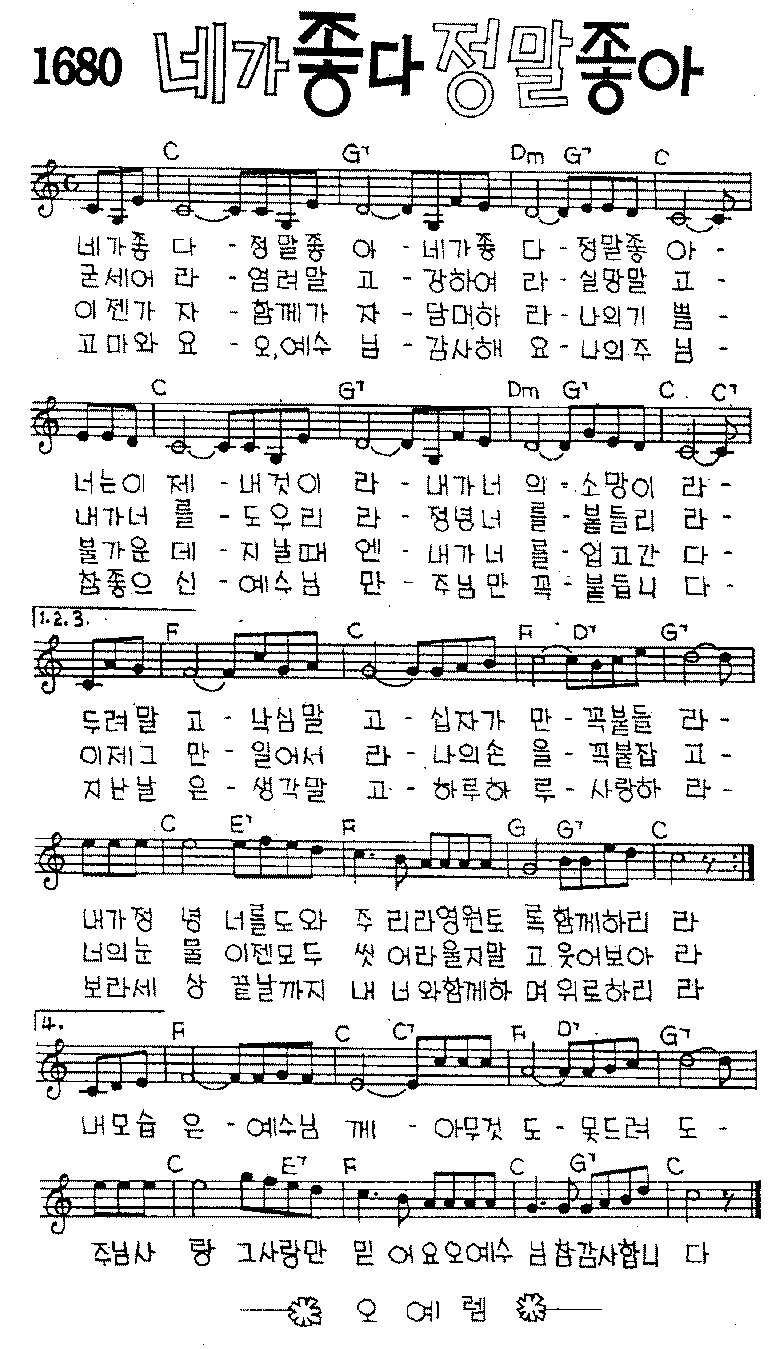 1680 네가좋다정말좋아
C G7 Dm G7 C
네가좋 다 - 정말좋 아 - 네가좋 다 - 정말좋 아 -
굳세어 라 - 염려말 고 - 강하여 라 - 실망말 고 -
이젠가 자 - 함께가 자 - 담대하 라 - 나의기 쁨 -
고마와 요 - 오,예수 님 - 감사해 요 - 나의주 님 -
C G7 Dm G7 C C7
너는이 제 - 내것이 라 - 내가너 의 - 소망이 라 -
내가너 를 - 도우리 라 - 정녕너 를 - 붙들리 라 -
불가운 데 - 지날때 엔 - 내가너 를 - 업고간 다 -
참좋으 신 - 예수님 만 - 주님만 꼭 - 붙듭니 다 -
1.2.3.
F C F D7 G7
두려말 고 - 낙심말 고 - 십자가 만 - 꼭붙들 라 -
이제그 만 - 일어서 라 - 나의손 을 - 꼭붙잡 고 -
지난날 은 - 생각말 고 - 하루하 루 - 사랑하 라 -
C E7 F G G7 C
내가정 녕 너를도와 주 리라영원토 록함께하리 라
너의눈 물 이젠모두 씻 어라울지말 고웃어보아 라
보라세 상 끝날까지 내 너와함께하 며위로하리 라
4.
F C C7 F D7 G7
내모습 은 - 예수님 께 - 아무것 도 - 못드려 도 -
C E7 F C G7 C
주님사 랑 그사랑만 믿 어요오예수 님참감사합니 다
오 예 렘